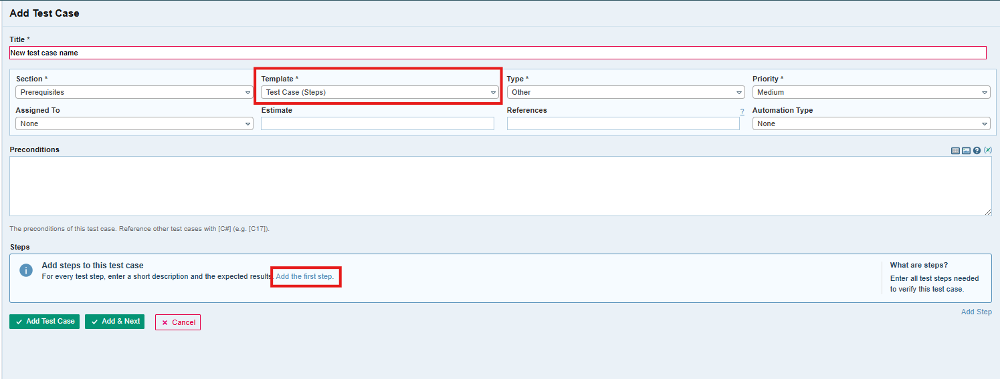 Add Test Case
Title *
New test case name
Section * Template * Type * Priority *
Prerequisites Test Case (Steps) Other Medium
Assigned To Estimate References ? Automation Type
None None
Preconditions ? (x)
The preconditions of this test case. Reference other test cases with [C#] (e.g. [C17]).
Steps
i Add steps to this test case
For every test step, enter a short description and the expected results. Add the first step.
What are steps?
Enter all test steps needed
to verify this test case.
Add Step
Add Test Case Add & Next Cancel